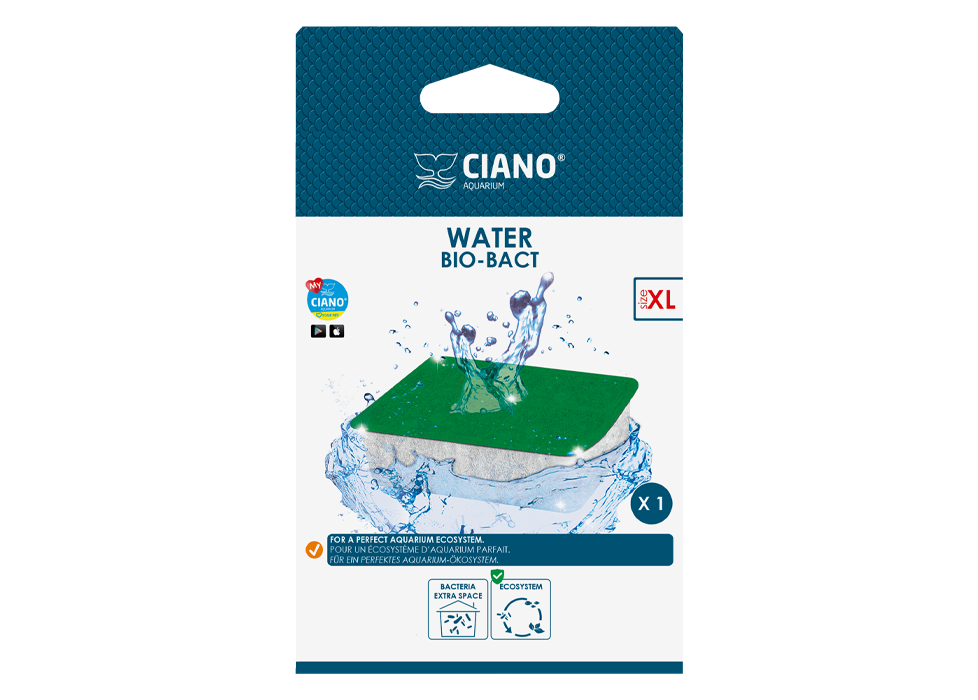 CIANO®
AQUARIUM
WATER
BIO-BACT
MY
CIANO®
AQUARIUM
size XL
X 1
FOR A PERFECT AQUARIUM ECOSYSTEM.
POUR UN ÉCOSYSTÈME D'AQUARIUM PARFAIT.
FÜR EIN PERFEKTES AQUARIUM-ÖKOSYSTEM.
BACTERIA
EXTRA SPACE
ECOSYSTEM